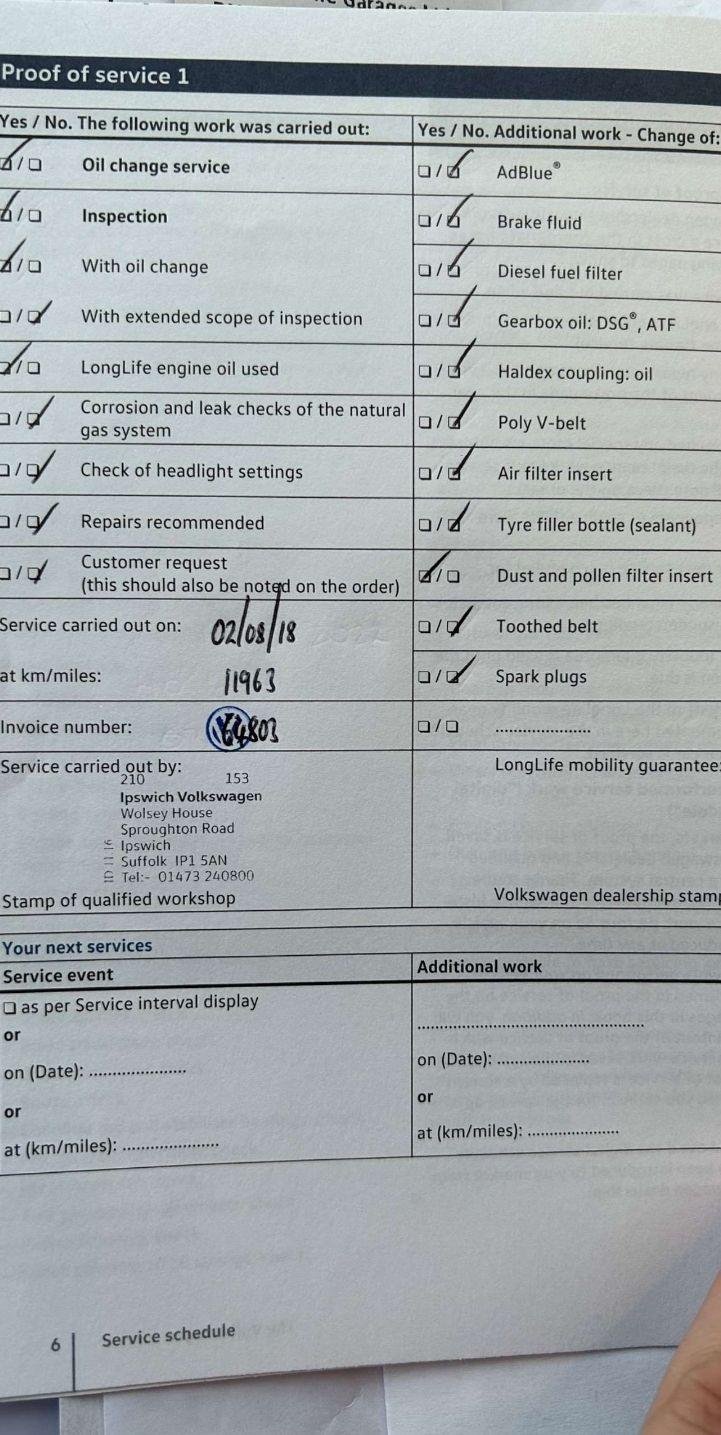 Proof of service 1
Yes / No. The following work was carried out:
Oil change service
Inspection
With oil change
With extended scope of inspection
LongLife engine oil used
Corrosion and leak checks of the natural
gas system
Check of headlight settings
Repairs recommended
Customer request
(this should also be noted on the order)
Service carried out on: 02/08/18
at km/miles: 11963
Invoice number: 64803
Service carried out by:
210 153
Ipswich Volkswagen
Wolsey House
Sproughton Road
Ipswich
Suffolk IP1 5AN
Tel:- 01473 240800
Stamp of qualified workshop
Yes / No. Additional work - Change of:
AdBlue®
Brake fluid
Diesel fuel filter
Gearbox oil: DSG®, ATF
Haldex coupling: oil
Poly V-belt
Air filter insert
Tyre filler bottle (sealant)
Dust and pollen filter insert
Toothed belt
Spark plugs
LongLife mobility guarantee:
Volkswagen dealership stamp
Your next services
Service event
as per Service interval display
or
on (Date): ....................
or
at (km/miles): ....................
Additional work
on (Date): ....................
or
at (km/miles): ....................
6 Service schedule